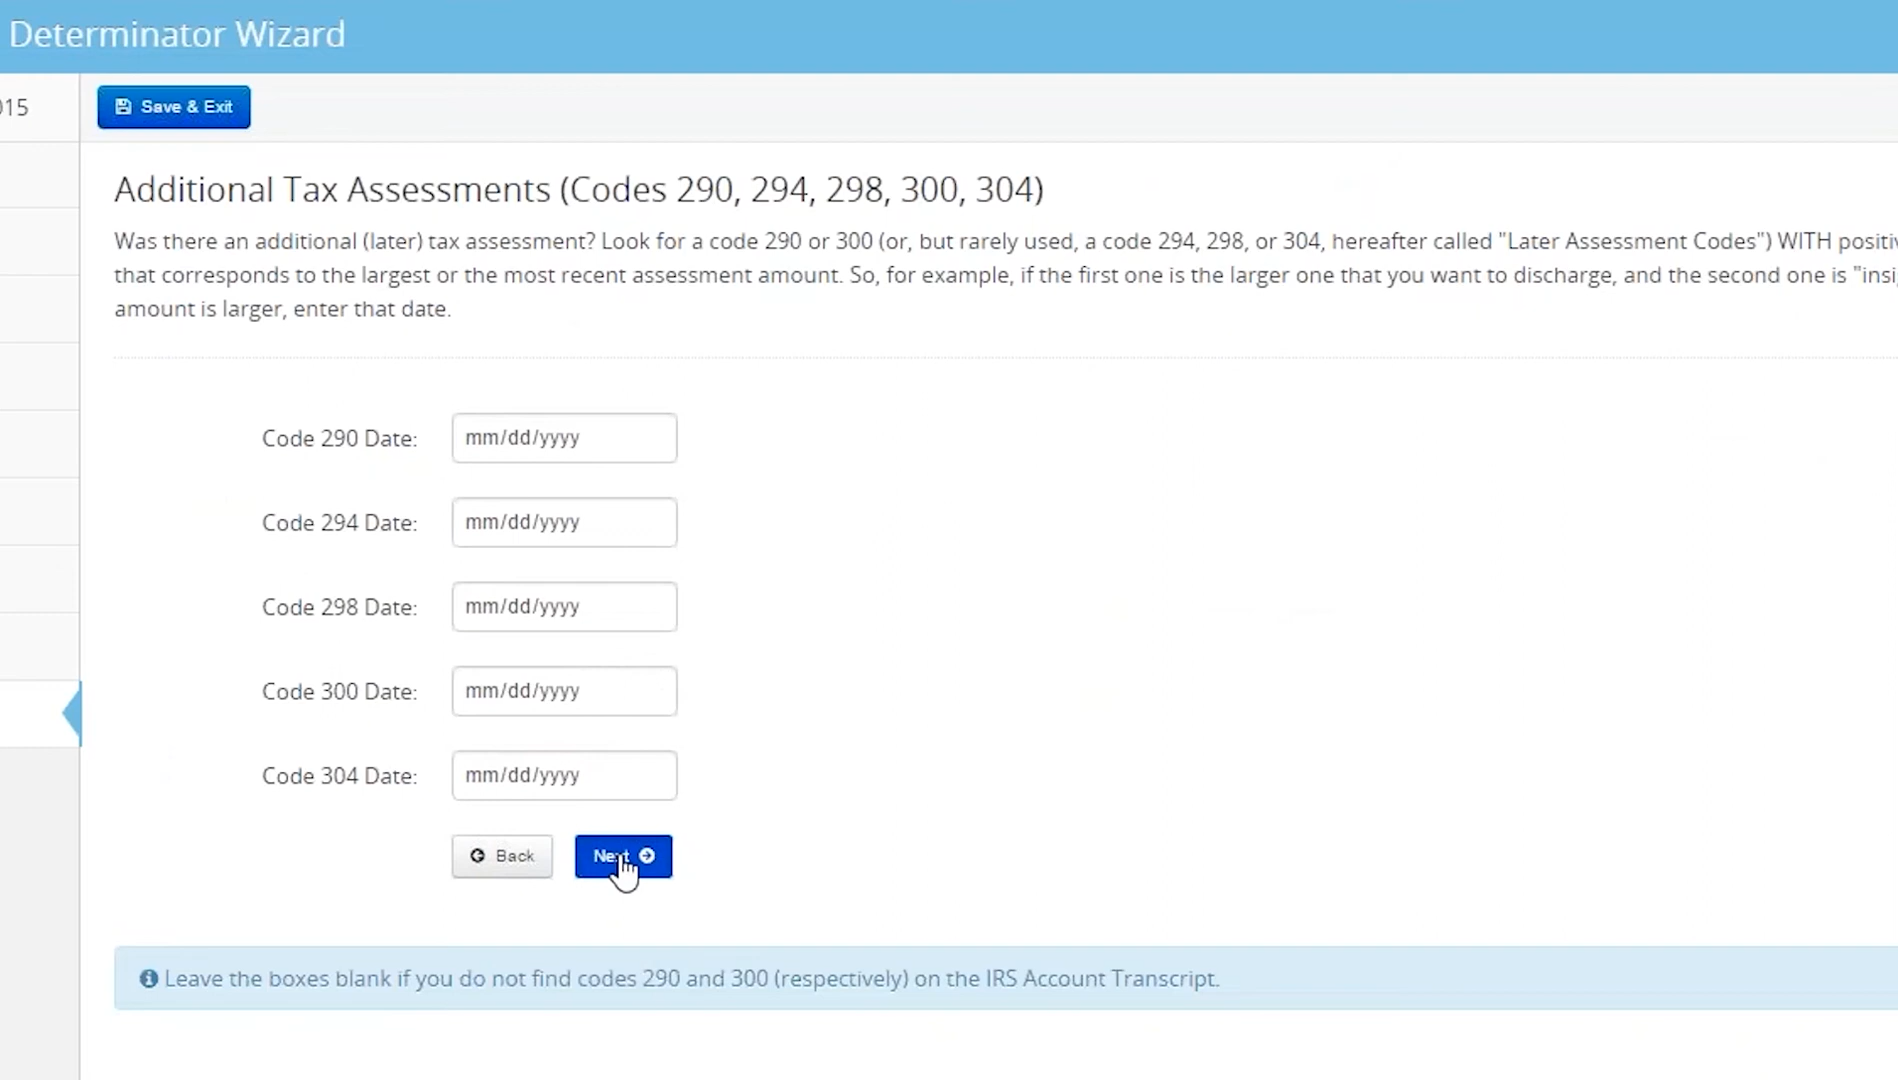 Determinator Wizard
015
Save & Exit
Additional Tax Assessments (Codes 290, 294, 298, 300, 304)
Was there an additional (later) tax assessment? Look for a code 290 or 300 (or, but rarely used, a code 294, 298, or 304, hereafter called "Later Assessment Codes") WITH
that corresponds to the largest or the most recent assessment amount. So, for example, if the first one is the larger one that you want to discharge, and the second one is
amount is larger, enter that date.
Code 290 Date: mm/dd/yyyy
Code 294 Date: mm/dd/yyyy
Code 298 Date: mm/dd/yyyy
Code 300 Date: mm/dd/yyyy
Code 304 Date: mm/dd/yyyy
Back Next
Leave the boxes blank if you do not find codes 290 and 300 (respectively) on the IRS Account Transcript.